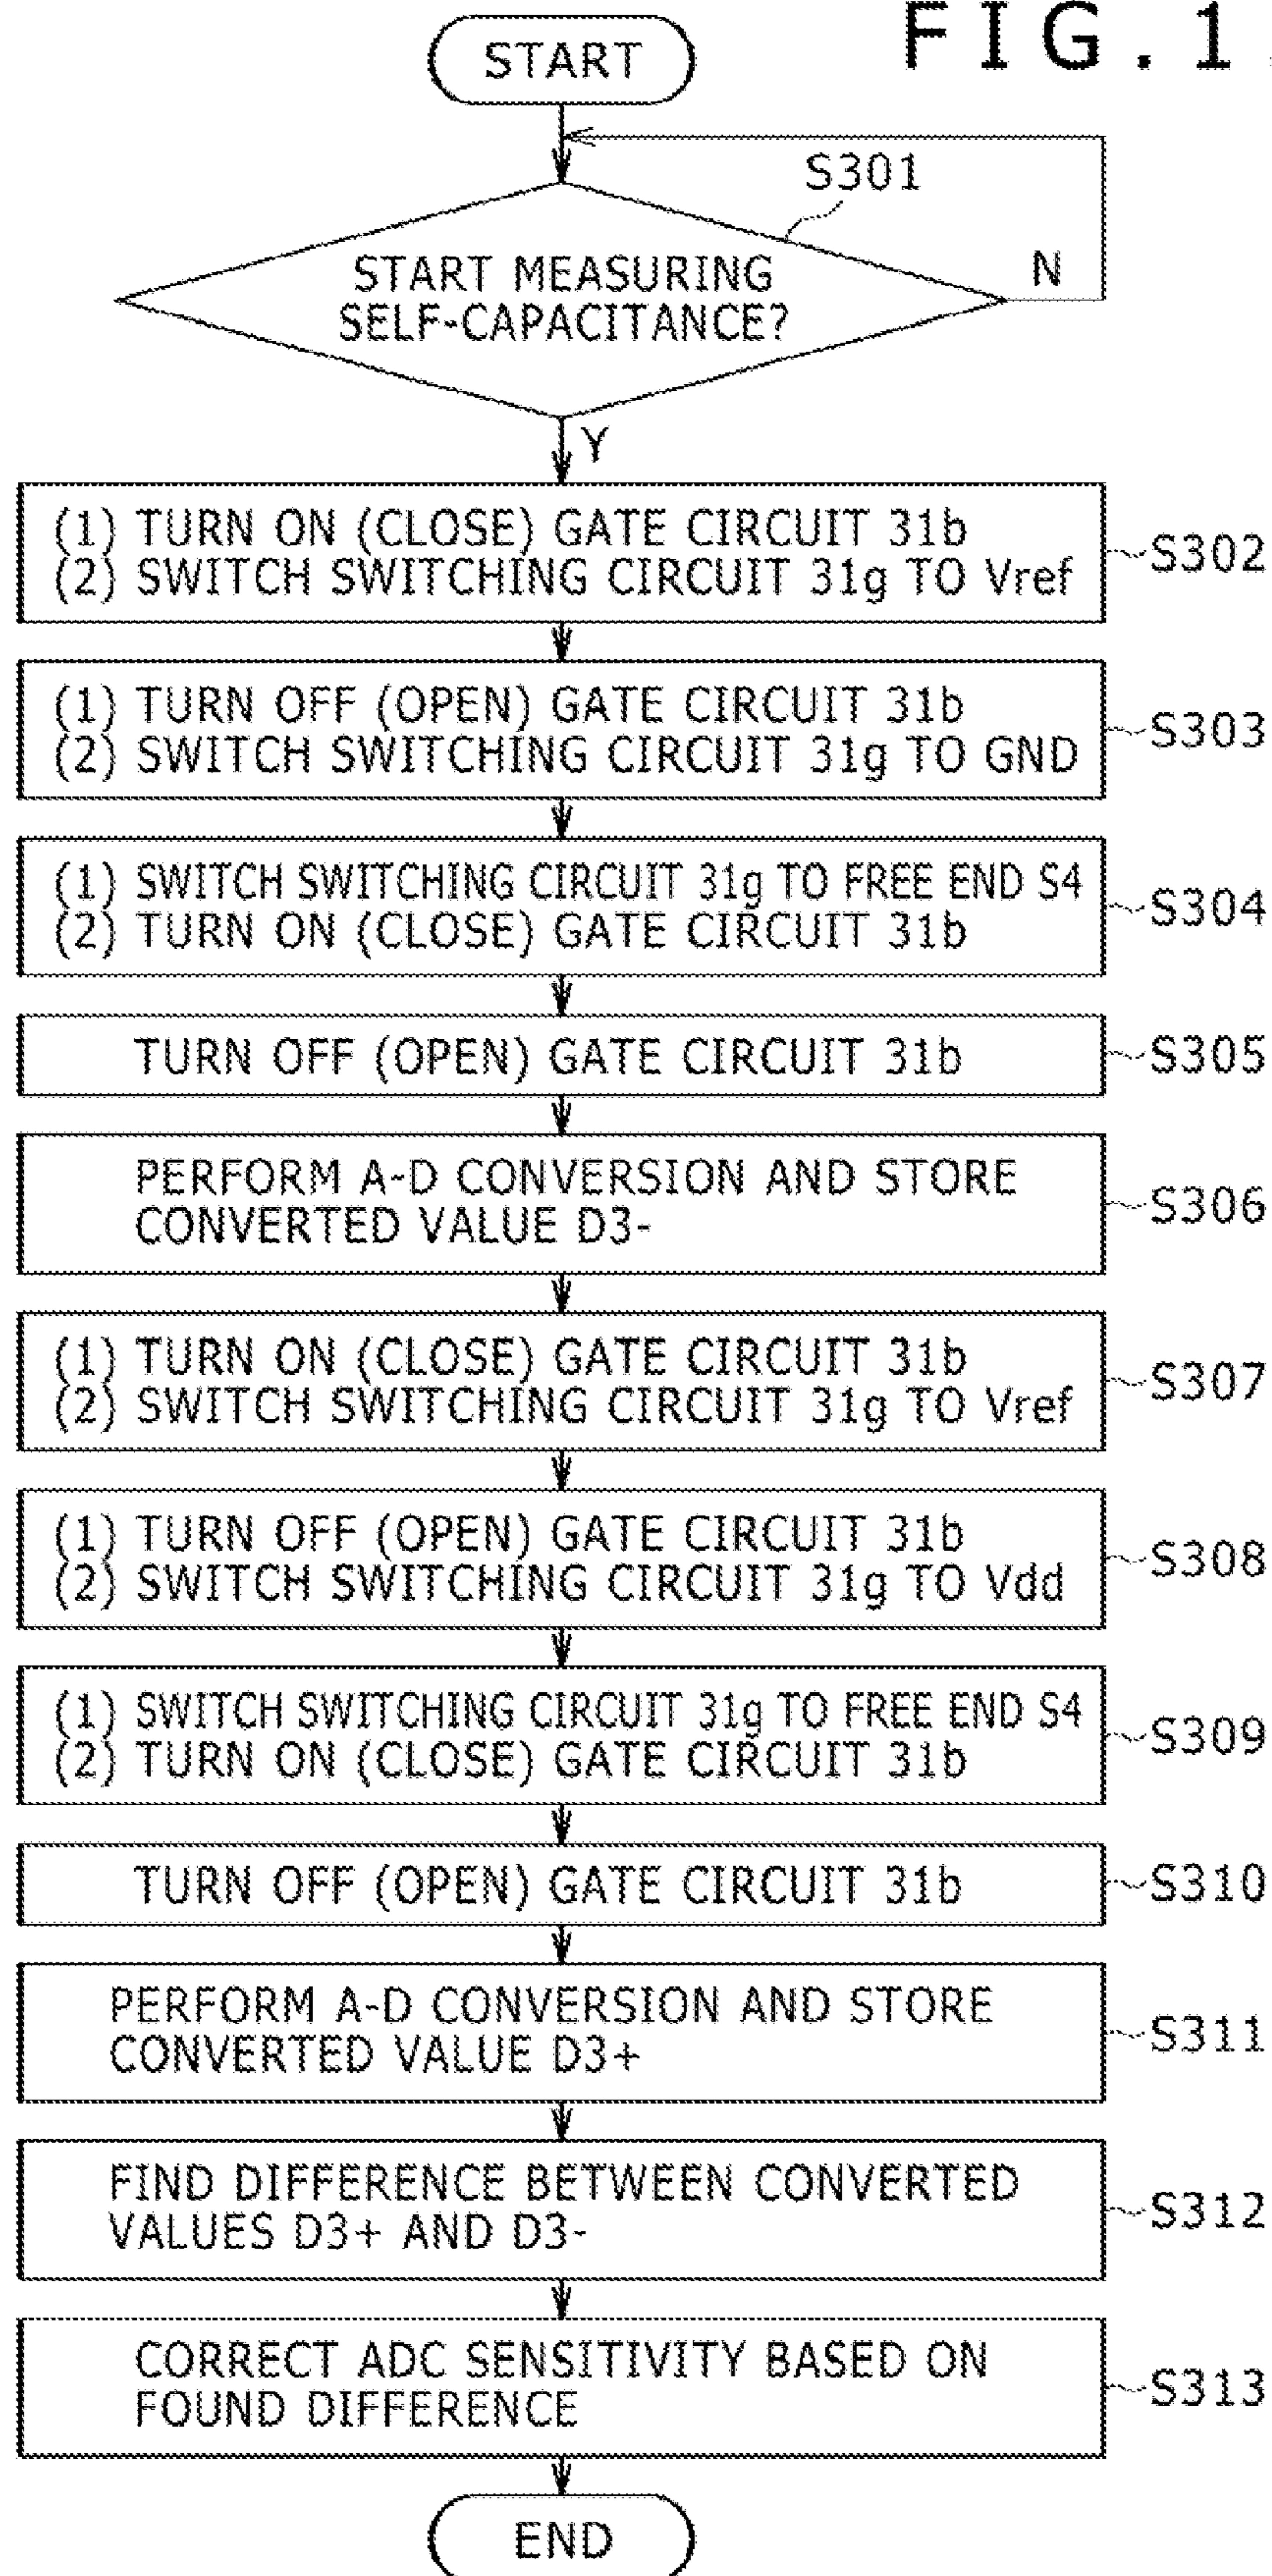 FIG.1
START
S301
START MEASURING
SELF-CAPACITANCE?
N
Y
(1) TURN ON (CLOSE) GATE CIRCUIT 31b
(2) SWITCH SWITCHING CIRCUIT 31g TO Vref
S302
(1) TURN OFF (OPEN) GATE CIRCUIT 31b
(2) SWITCH SWITCHING CIRCUIT 31g TO GND
S303
(1) SWITCH SWITCHING CIRCUIT 31g TO FREE END S4
(2) TURN ON (CLOSE) GATE CIRCUIT 31b
S304
TURN OFF (OPEN) GATE CIRCUIT 31b
S305
PERFORM A-D CONVERSION AND STORE
CONVERTED VALUE D3-
S306
(1) TURN ON (CLOSE) GATE CIRCUIT 31b
(2) SWITCH SWITCHING CIRCUIT 31g TO Vref
S307
(1) TURN OFF (OPEN) GATE CIRCUIT 31b
(2) SWITCH SWITCHING CIRCUIT 31g TO Vdd
S308
(1) SWITCH SWITCHING CIRCUIT 31g TO FREE END S4
(2) TURN ON (CLOSE) GATE CIRCUIT 31b
S309
TURN OFF (OPEN) GATE CIRCUIT 31b
S310
PERFORM A-D CONVERSION AND STORE
CONVERTED VALUE D3+
S311
FIND DIFFERENCE BETWEEN CONVERTED
VALUES D3+ AND D3-
S312
CORRECT ADC SENSITIVITY BASED ON
FOUND DIFFERENCE
S313
END